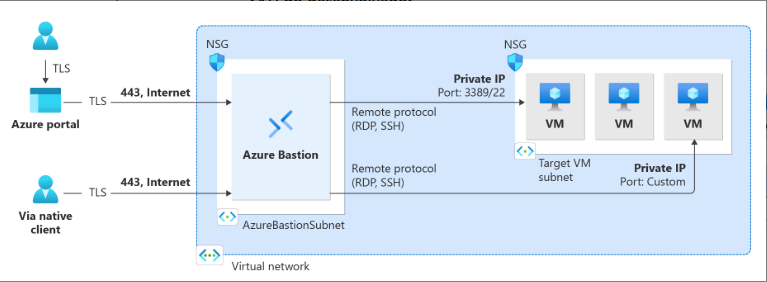 NSG
NSG
TLS
443, Internet
TLS
Azure portal
Private IP
Port: 3389/22
Remote protocol
(RDP, SSH)
VM
VM
VM
Azure Bastion
Target VM
subnet
Remote protocol
(RDP, SSH)
Private IP
Port: Custom
443, Internet
TLS
Via native
client
AzureBastionSubnet
Virtual network